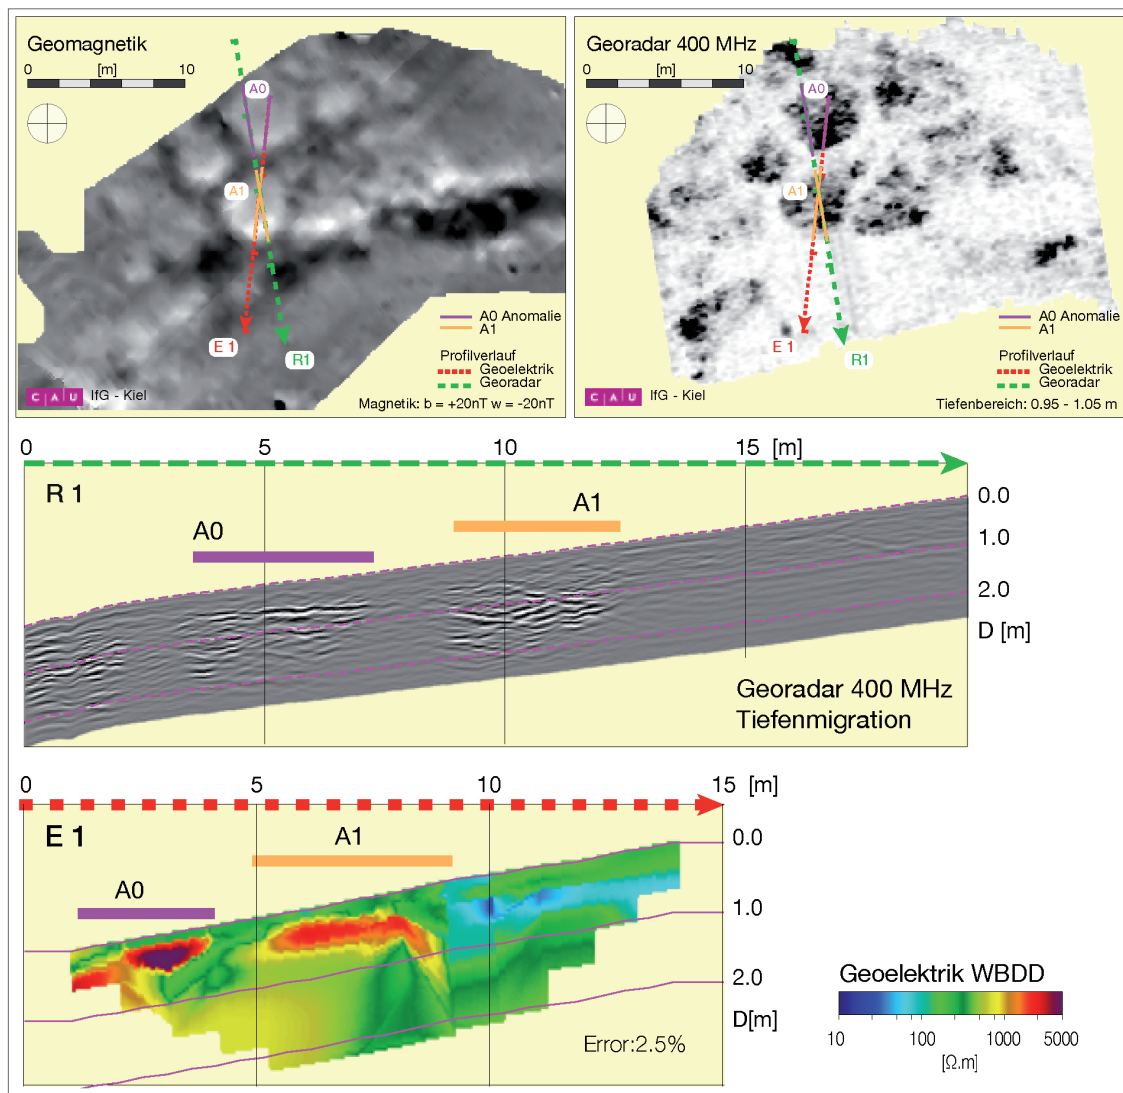 Geomagnetik
0 [m] 10
A0
A1
E 1
R1
A0 Anomalie
A1
Profilverlauf
Geoelektrik
Georadar
CAU IfG - Kiel
Magnetik: b = +20nT w = -20nT
Georadar 400 MHz
0 [m] 10
A0
A1
E 1
R1
A0 Anomalie
A1
Profilverlauf
Geoelektrik
Georadar
CAU IfG - Kiel
Tiefenbereich: 0.95 - 1.05 m
0 5 10 15 [m]
R 1
A0
A1
0.0
1.0
2.0
D [m]
Georadar 400 MHz
Tiefenmigration
0 5 10 15 [m]
E 1
A0
A1
0.0
1.0
2.0
D[m]
Error:2.5%
Geoelektrik WBDD
10 100 1000 5000
[Ω.m]